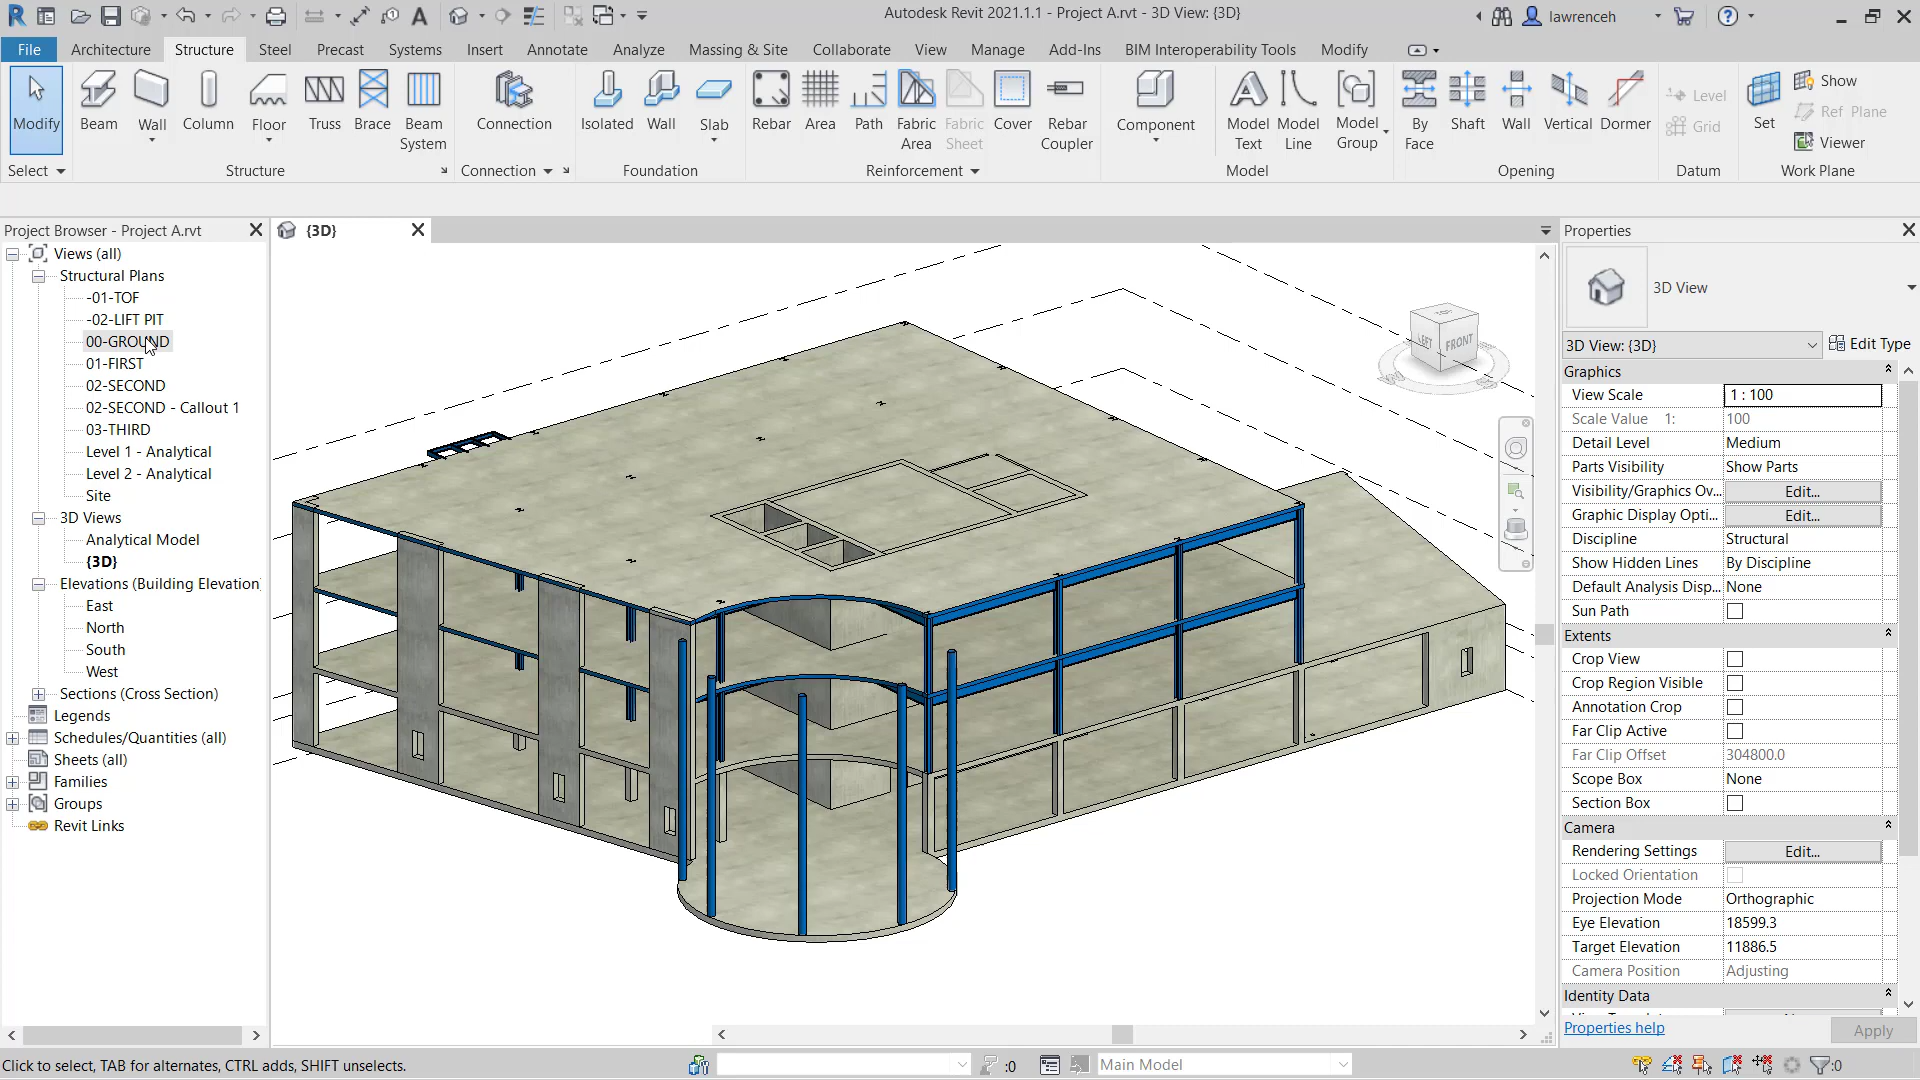 Autodesk Revit 2021.1.1 - Project A.rvt - 3D View: {3D}
lawrenceh
File Architecture Structure Steel Precast Systems Insert Annotate Analyze Massing & Site Collaborate View Manage Add-Ins BIM Interoperability Tools Modify
Modify Beam Wall Column Floor Truss Brace Beam System Connection Isolated Wall Slab Rebar Area Path Fabric Area Fabric Sheet Cover Rebar Coupler Component Model Text Model Line Model Group By Face Shaft Wall Vertical Dormer Level Grid Set Show Ref Plane Viewer
Select Structure Connection Foundation Reinforcement Model Opening Datum Work Plane
Project Browser - Project A.rvt
Views (all)
Structural Plans
-01-TOF
-02-LIFT PIT
00-GROUND
01-FIRST
02-SECOND
02-SECOND - Callout 1
03-THIRD
Level 1 - Analytical
Level 2 - Analytical
Site
3D Views
Analytical Model
{3D}
Elevations (Building Elevation
East
North
South
West
Sections (Cross Section)
Legends
Schedules/Quantities (all)
Sheets (all)
Families
Groups
Revit Links
{3D}
TOP
LEFT
FRONT
Properties
3D View
3D View: {3D} Edit Type
Graphics
View Scale 1 : 100
Scale Value 1: 100
Detail Level Medium
Parts Visibility Show Parts
Visibility/Graphics Ov... Edit...
Graphic Display Opti... Edit...
Discipline Structural
Show Hidden Lines By Discipline
Default Analysis Disp... None
Sun Path
Extents
Crop View
Crop Region Visible
Annotation Crop
Far Clip Active
Far Clip Offset 304800.0
Scope Box None
Section Box
Camera
Rendering Settings Edit...
Locked Orientation
Projection Mode Orthographic
Eye Elevation 18599.3
Target Elevation 11886.5
Camera Position Adjusting
Identity Data
Properties help Apply
Click to select, TAB for alternates, CTRL adds, SHIFT unselects.
:0
Main Model
:0